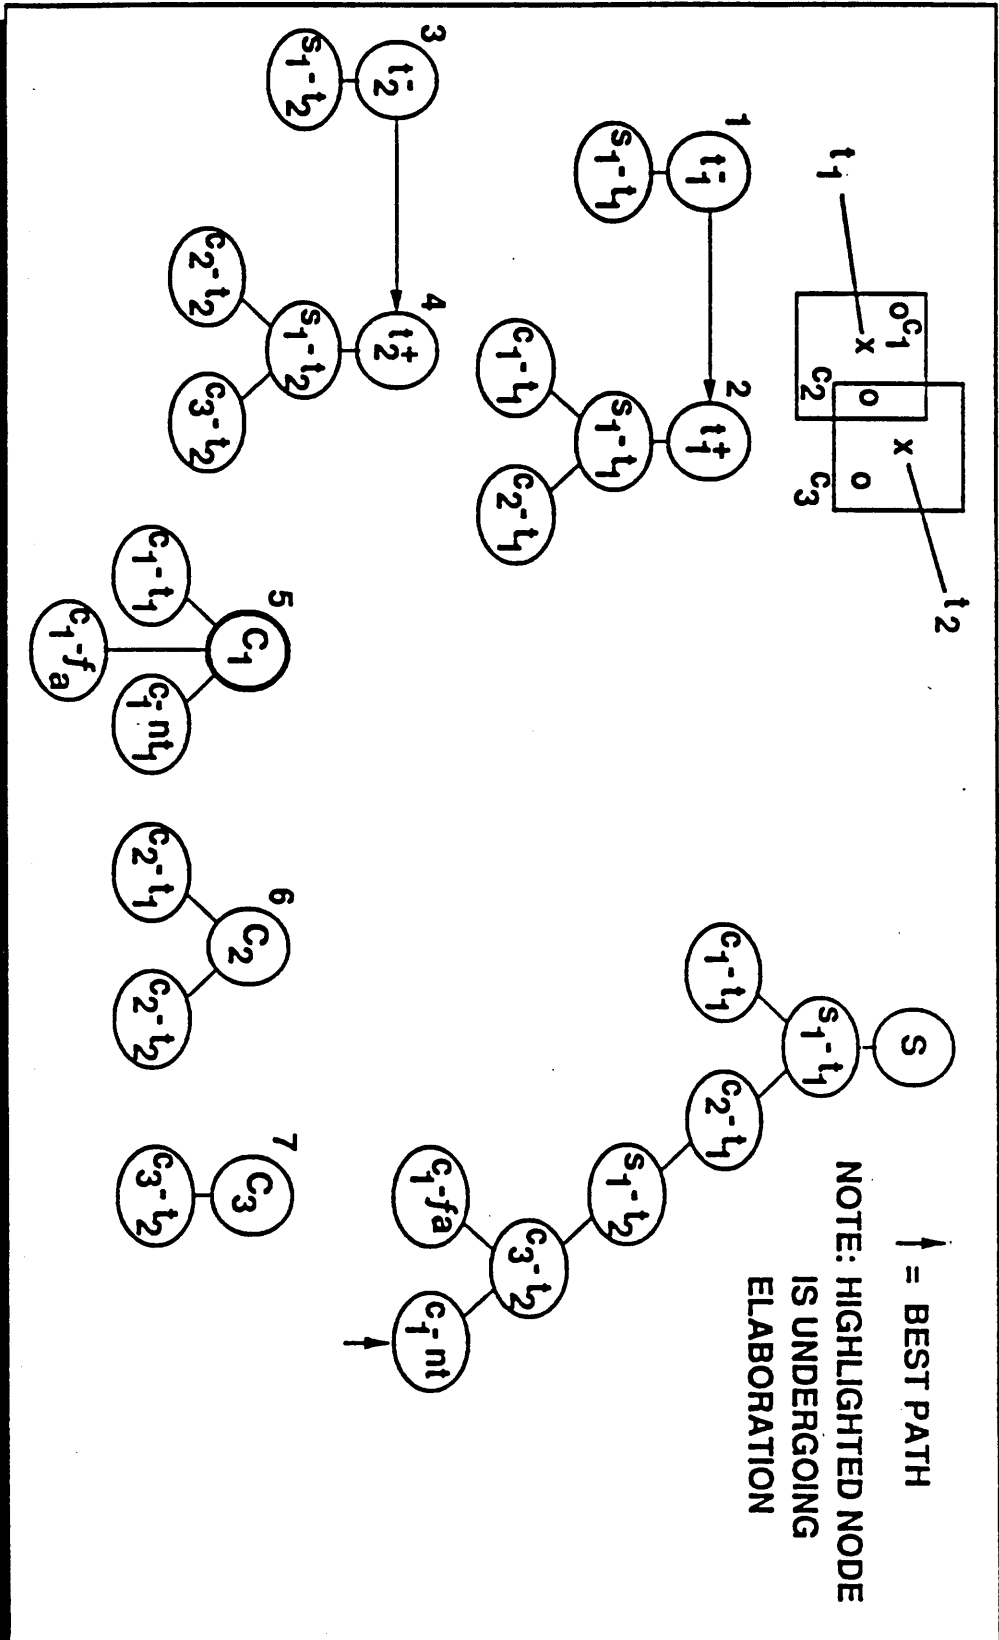 t1
c1
o
x
o
c2
x
o
c3
t2
1
t1-
s1-t1
2
t1+
s1-t1
c1-t1
c2-t1
3
t2-
s1-t2
4
t2+
s1-t2
c2-t2
c3-t2
5
C1
c1-t1
c1-nt1
c1-fa
6
C2
c2-t1
c2-t2
7
C3
c3-t2
S
s1-t1
c1-t1
c2-t1
s1-t2
c3-t2
c1-fa
c1-nt
= BEST PATH
NOTE: HIGHLIGHTED NODE
IS UNDERGOING
ELABORATION